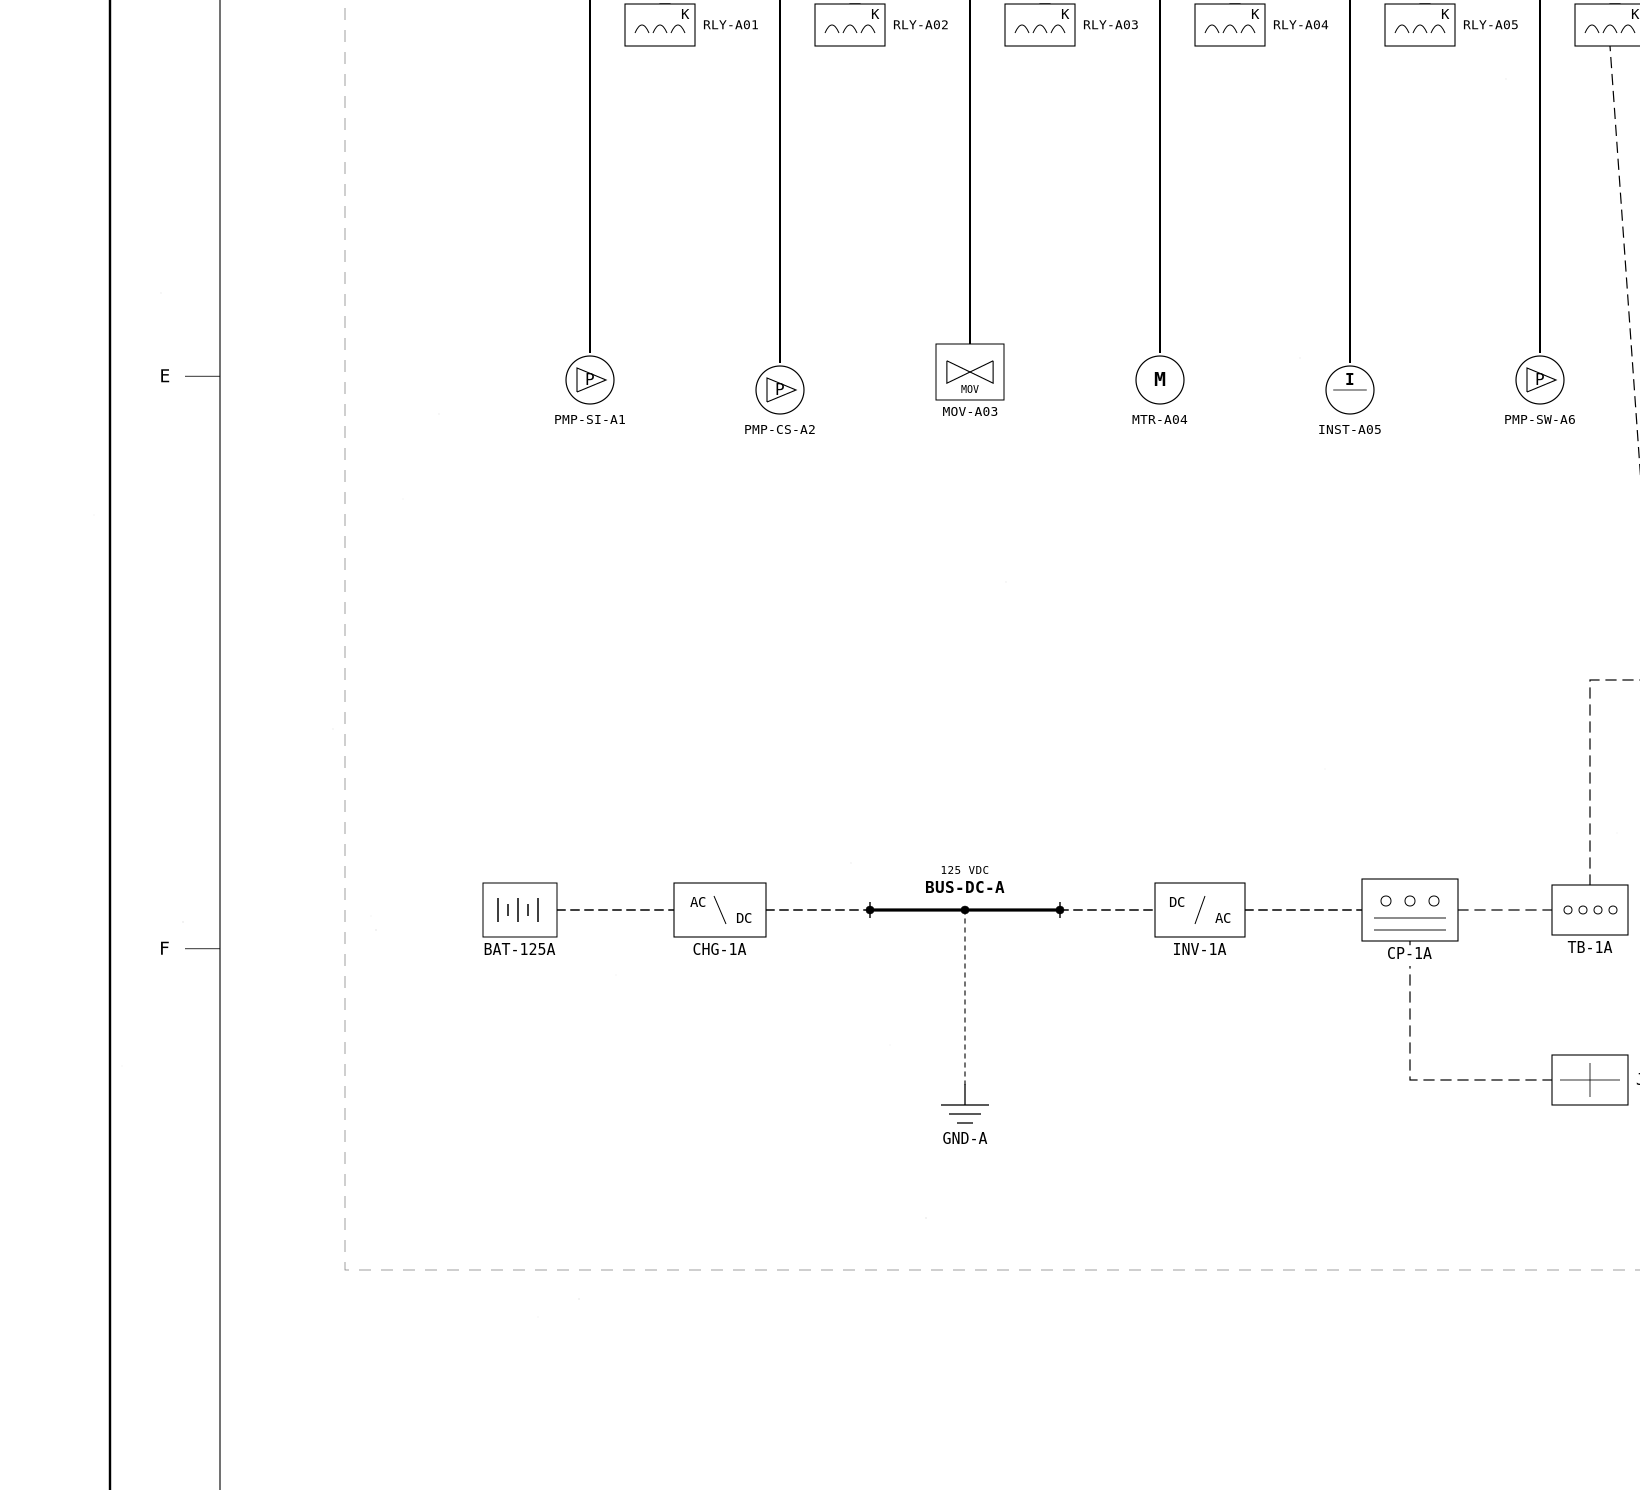 K RLY-A01 K RLY-A02 K RLY-A03 K RLY-A04 K RLY-A05 K
E
P
PMP-SI-A1
P
PMP-CS-A2
MOV
MOV-A03
M
MTR-A04
I
INST-A05
P
PMP-SW-A6
F
BAT-125A
AC DC
CHG-1A
125 VDC
BUS-DC-A
DC AC
INV-1A
CP-1A
TB-1A
GND-A